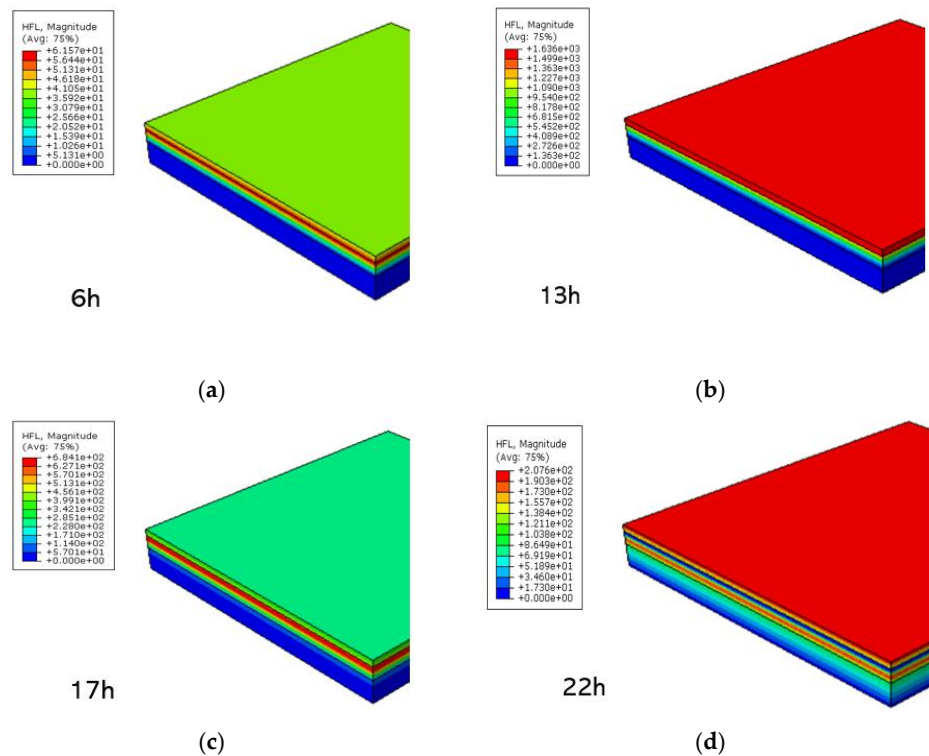 HFL, Magnitude
(Avg: 75%)
+6.157e+01
+5.644e+01
+5.131e+01
+4.618e+01
+4.105e+01
+3.592e+01
+3.079e+01
+2.566e+01
+2.052e+01
+1.539e+01
+1.026e+01
+5.131e+00
+0.000e+00
6h
(a)
HFL, Magnitude
(Avg: 75%)
+1.636e+03
+1.499e+03
+1.363e+03
+1.227e+03
+1.090e+03
+9.540e+02
+8.178e+02
+6.815e+02
+5.452e+02
+4.089e+02
+2.726e+02
+1.363e+02
+0.000e+00
13h
(b)
HFL, Magnitude
(Avg: 75%)
+6.841e+02
+6.271e+02
+5.701e+02
+5.131e+02
+4.561e+02
+3.991e+02
+3.421e+02
+2.851e+02
+2.280e+02
+1.710e+02
+1.140e+02
+5.701e+01
+0.000e+00
17h
(c)
HFL, Magnitude
(Avg: 75%)
+2.076e+02
+1.903e+02
+1.730e+02
+1.557e+02
+1.384e+02
+1.211e+02
+1.038e+02
+8.649e+01
+6.919e+01
+5.189e+01
+3.460e+01
+1.730e+01
+0.000e+00
22h
(d)